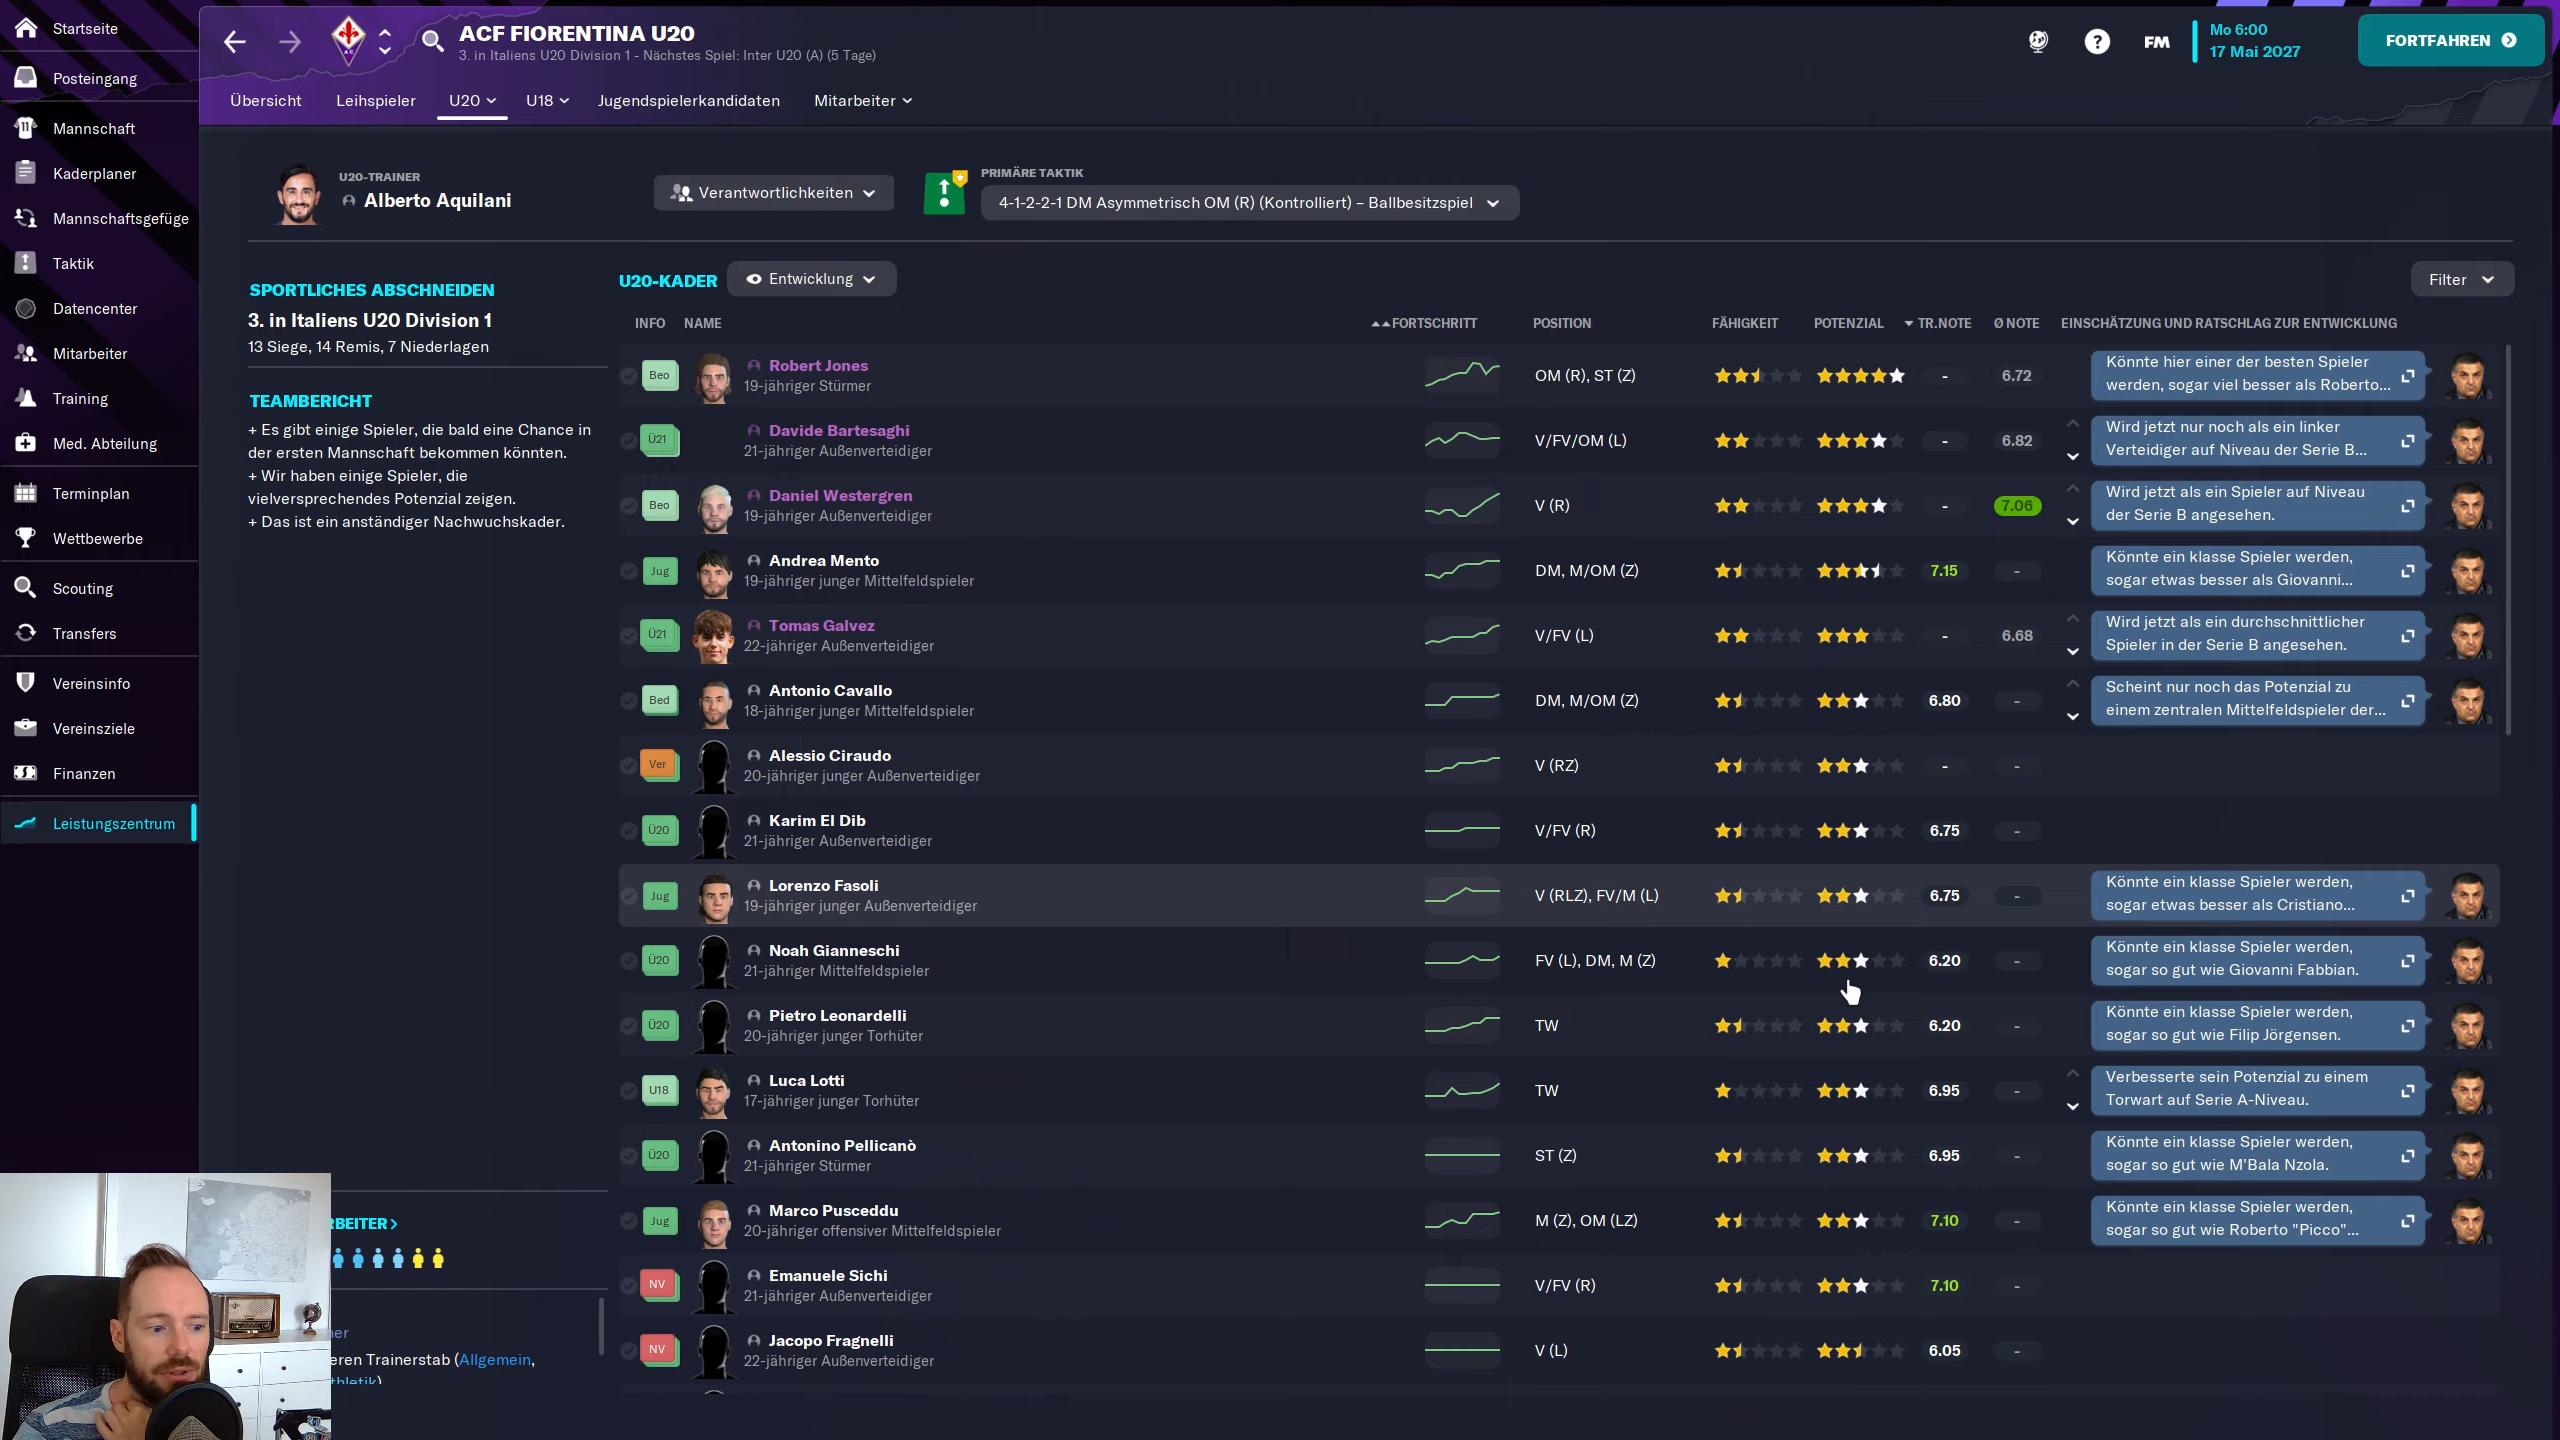 Startseite
Posteingang
Mannschaft
Kaderplaner
Mannschaftsgefüge
Taktik
Datencenter
Mitarbeiter
Training
Med. Abteilung
Terminplan
Wettbewerbe
Scouting
Transfers
Vereinsinfo
Vereinsziele
Finanzen
Leistungszentrum
ACF FIORENTINA U20
3. in Italiens U20 Division 1 - Nächstes Spiel: Inter U20 (A) (5 Tage)
FM
Mo 6:00
17 Mai 2027
FORTFAHREN
Übersicht Leihspieler U20 U18 Jugendspielerkandidaten Mitarbeiter
U20-TRAINER
Alberto Aquilani
Verantwortlichkeiten
PRIMÄRE TAKTIK
4-1-2-2-1 DM Asymmetrisch OM (R) (Kontrolliert) – Ballbesitzspiel
SPORTLICHES ABSCHNEIDEN
3. in Italiens U20 Division 1
13 Siege, 14 Remis, 7 Niederlagen
TEAMBERICHT
+ Es gibt einige Spieler, die bald eine Chance in
der ersten Mannschaft bekommen könnten.
+ Wir haben einige Spieler, die
vielversprechendes Potenzial zeigen.
+ Das ist ein anständiger Nachwuchskader.
RBEITER
ner
eren Trainerstab (Allgemein,
thletik)
U20-KADER Entwicklung Filter
INFO NAME FORTSCHRITT POSITION FÄHIGKEIT POTENZIAL TR.NOTE Ø NOTE EINSCHÄTZUNG UND RATSCHLAG ZUR ENTWICKLUNG
Beo Robert Jones OM (R), ST (Z) - 6.72
19-jähriger Stürmer
Könnte hier einer der besten Spieler
werden, sogar viel besser als Roberto...
Ü21 Davide Bartesaghi V/FV/OM (L) - 6.82
21-jähriger Außenverteidiger
Wird jetzt nur noch als ein linker
Verteidiger auf Niveau der Serie B...
Beo Daniel Westergren V (R) - 7.06
19-jähriger Außenverteidiger
Wird jetzt als ein Spieler auf Niveau
der Serie B angesehen.
Jug Andrea Mento DM, M/OM (Z) 7.15 -
19-jähriger junger Mittelfeldspieler
Könnte ein klasse Spieler werden,
sogar etwas besser als Giovanni...
Ü21 Tomas Galvez V/FV (L) - 6.68
22-jähriger Außenverteidiger
Wird jetzt als ein durchschnittlicher
Spieler in der Serie B angesehen.
Bed Antonio Cavallo DM, M/OM (Z) 6.80 -
18-jähriger junger Mittelfeldspieler
Scheint nur noch das Potenzial zu
einem zentralen Mittelfeldspieler der...
Ver Alessio Ciraudo V (RZ) - -
20-jähriger junger Außenverteidiger
Ü20 Karim El Dib V/FV (R) 6.75 -
21-jähriger Außenverteidiger
Jug Lorenzo Fasoli V (RLZ), FV/M (L) 6.75 -
19-jähriger junger Außenverteidiger
Könnte ein klasse Spieler werden,
sogar etwas besser als Cristiano...
Ü20 Noah Gianneschi FV (L), DM, M (Z) 6.20 -
21-jähriger Mittelfeldspieler
Könnte ein klasse Spieler werden,
sogar so gut wie Giovanni Fabbian.
Ü20 Pietro Leonardelli TW 6.20 -
20-jähriger junger Torhüter
Könnte ein klasse Spieler werden,
sogar so gut wie Filip Jörgensen.
U18 Luca Lotti TW 6.95 -
17-jähriger junger Torhüter
Verbesserte sein Potenzial zu einem
Torwart auf Serie A-Niveau.
Ü20 Antonino Pellicanò ST (Z) 6.95 -
21-jähriger Stürmer
Könnte ein klasse Spieler werden,
sogar so gut wie M'Bala Nzola.
Jug Marco Pusceddu M (Z), OM (LZ) 7.10 -
20-jähriger offensiver Mittelfeldspieler
Könnte ein klasse Spieler werden,
sogar so gut wie Roberto "Picco"...
NV Emanuele Sichi V/FV (R) 7.10 -
21-jähriger Außenverteidiger
NV Jacopo Fragnelli V (L) 6.05 -
22-jähriger Außenverteidiger